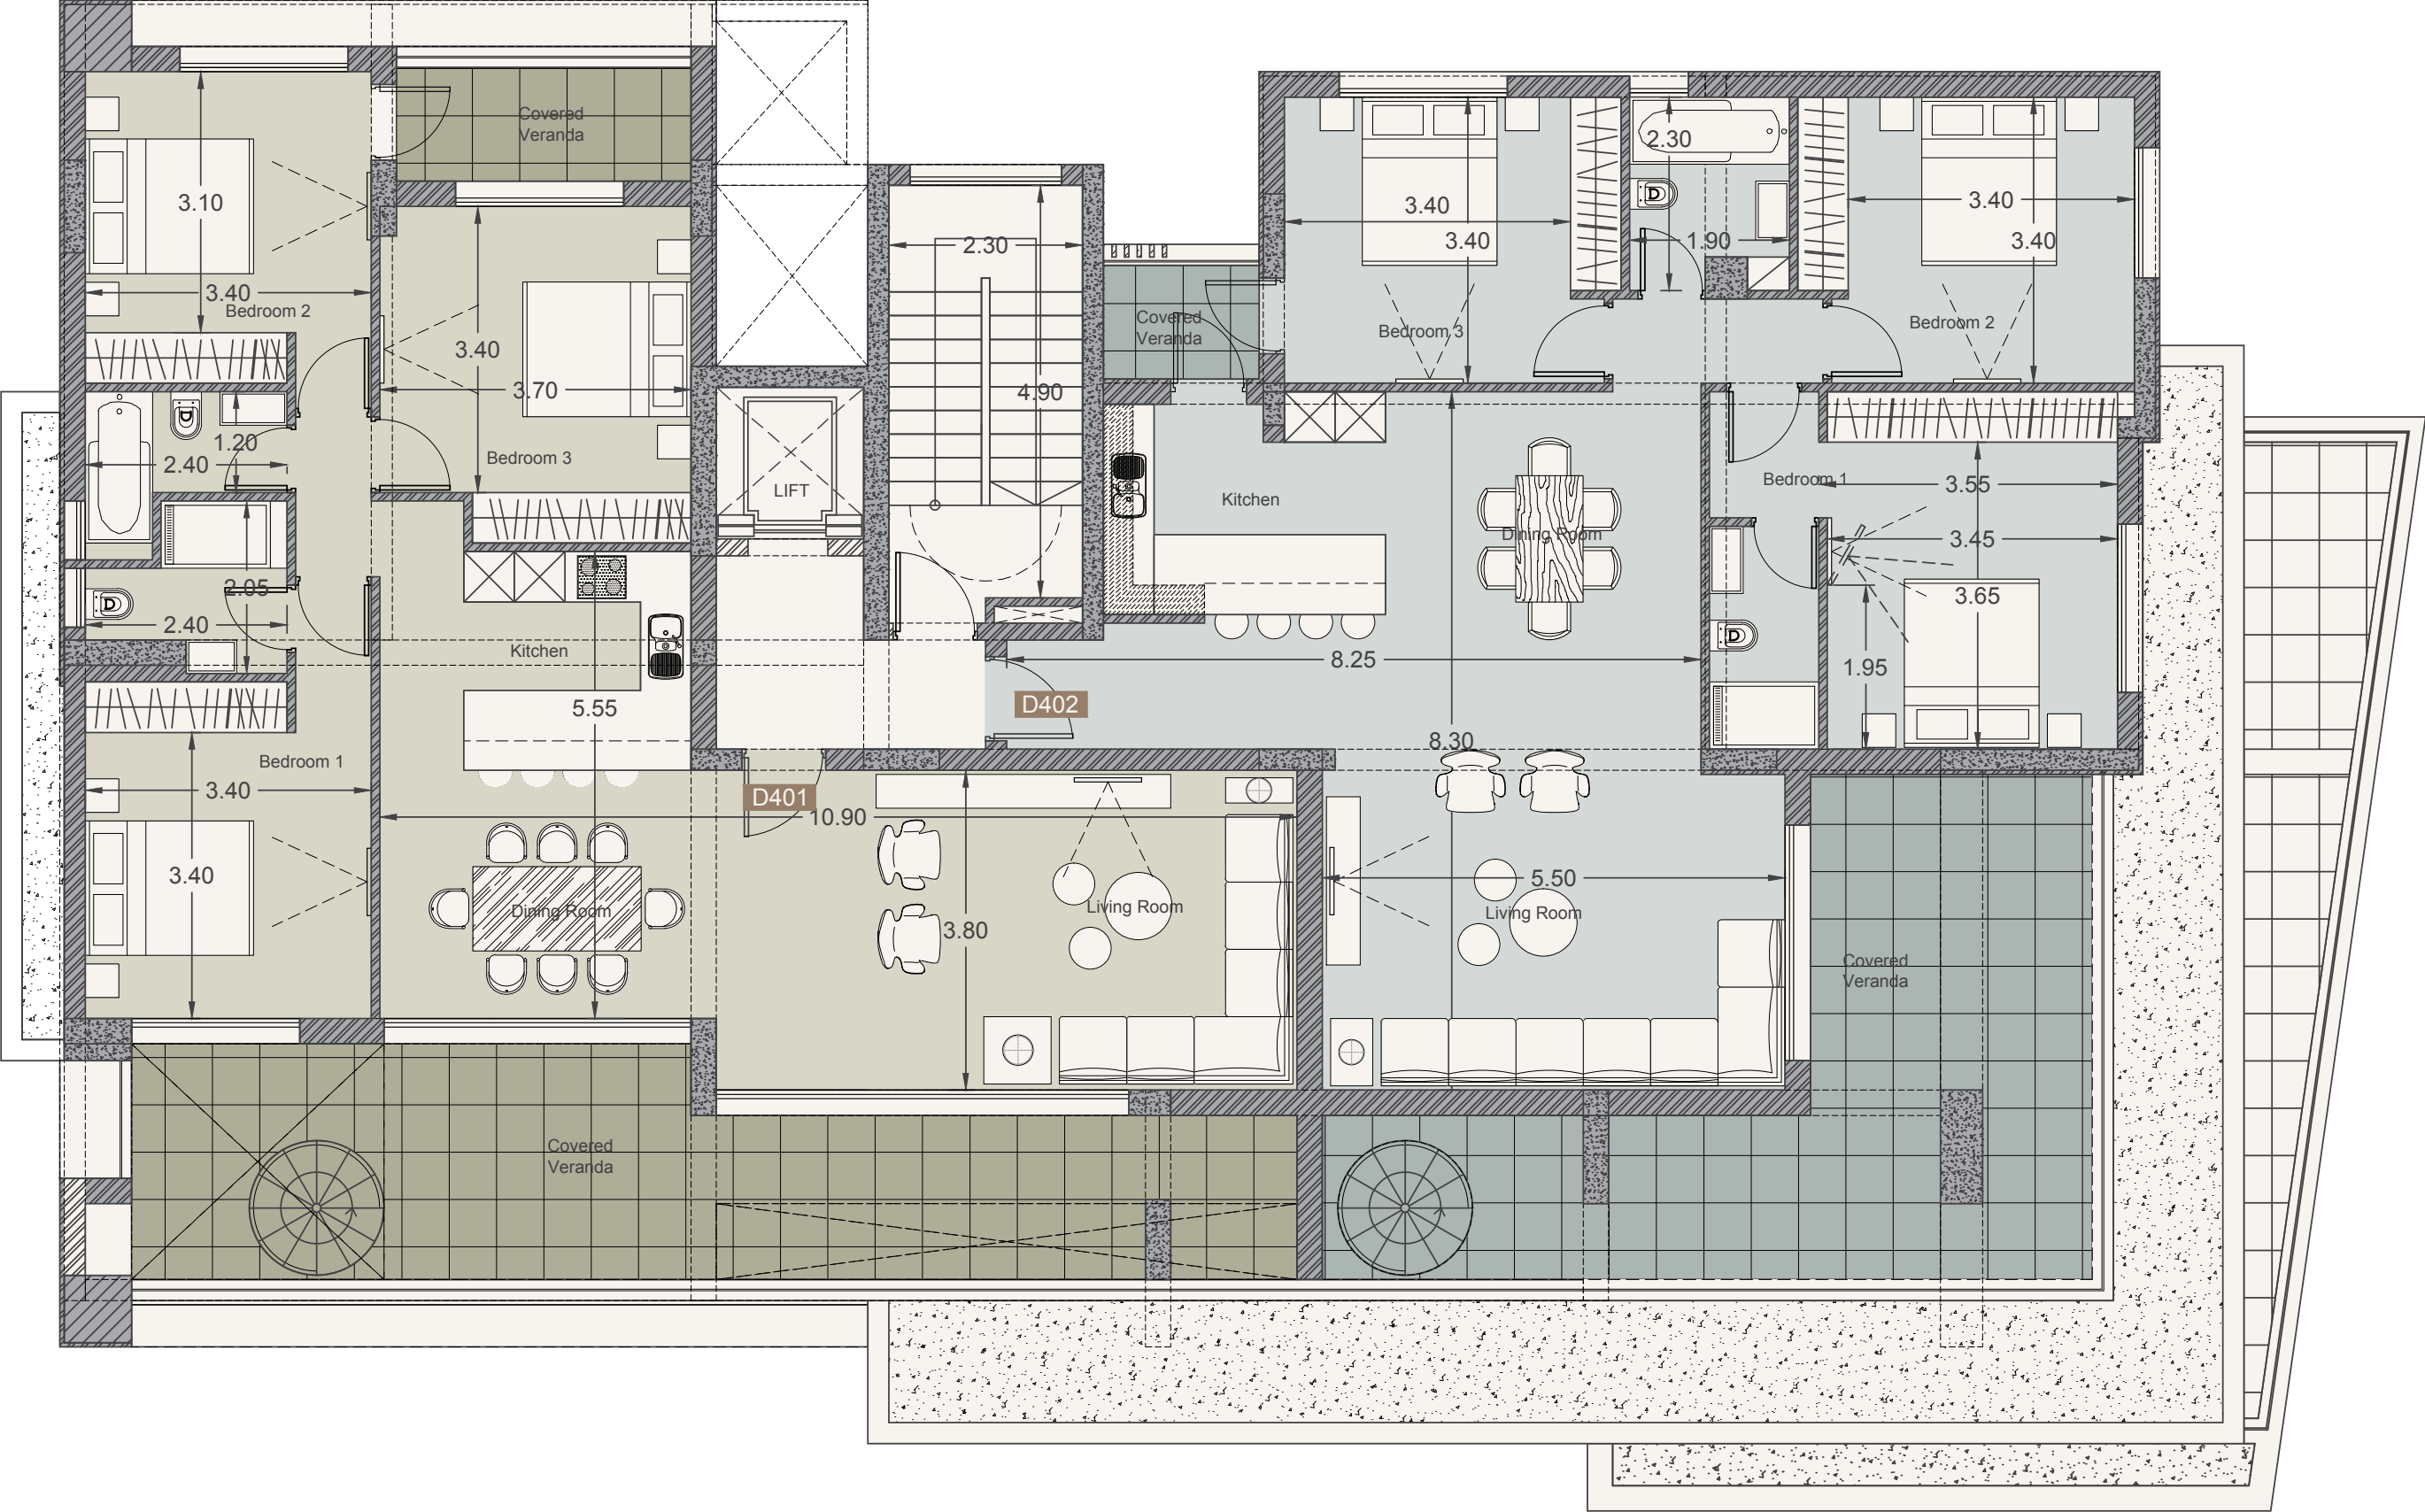 Covered
Veranda
2.30
3.10
3.40
3.40
3.40
3.40
3.40
1.90
2.30
3.40
Bedroom 2
Covered
Veranda
Bedroom 3
Bedroom 2
3.40
3.70
4.90
1.20
2.40
Bedroom 3
LIFT
Kitchen
Bedroom 1
3.55
Dining Room
3.45
2.05
3.65
2.40
Kitchen
8.25
1.95
D402
5.55
8.30
Bedroom 1
3.40
D401
10.90
3.40
5.50
Dining Room
Living Room
Living Room
3.80
Covered
Veranda
Covered
Veranda